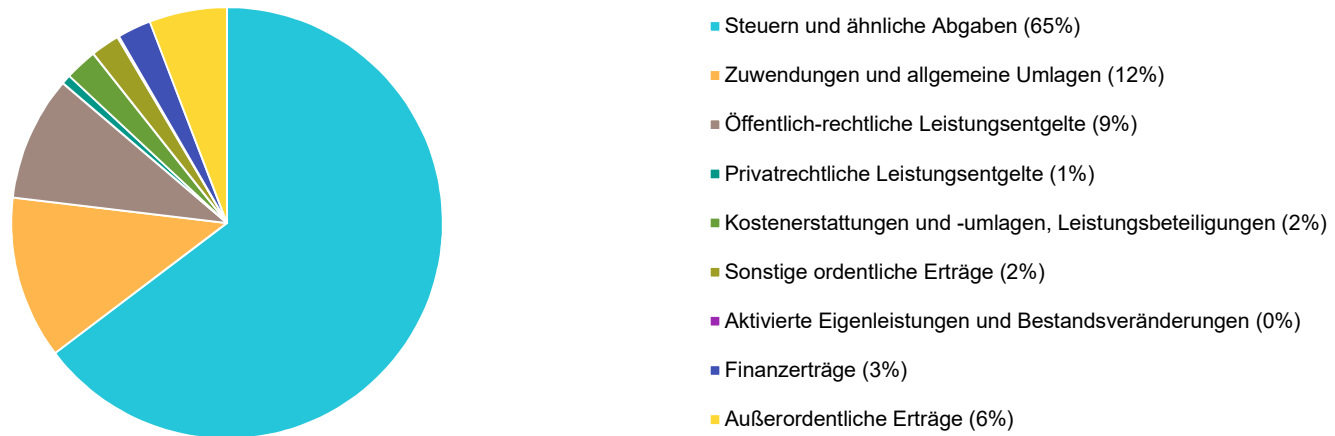 Steuern und ähnliche Abgaben (65%)
Zuwendungen und allgemeine Umlagen (12%)
Öffentlich-rechtliche Leistungsentgelte (9%)
Privatrechtliche Leistungsentgelte (1%)
Kostenerstattungen und -umlagen, Leistungsbeteiligungen (2%)
Sonstige ordentliche Erträge (2%)
Aktivierte Eigenleistungen und Bestandsveränderungen (0%)
Finanzerträge (3%)
Außerordentliche Erträge (6%)